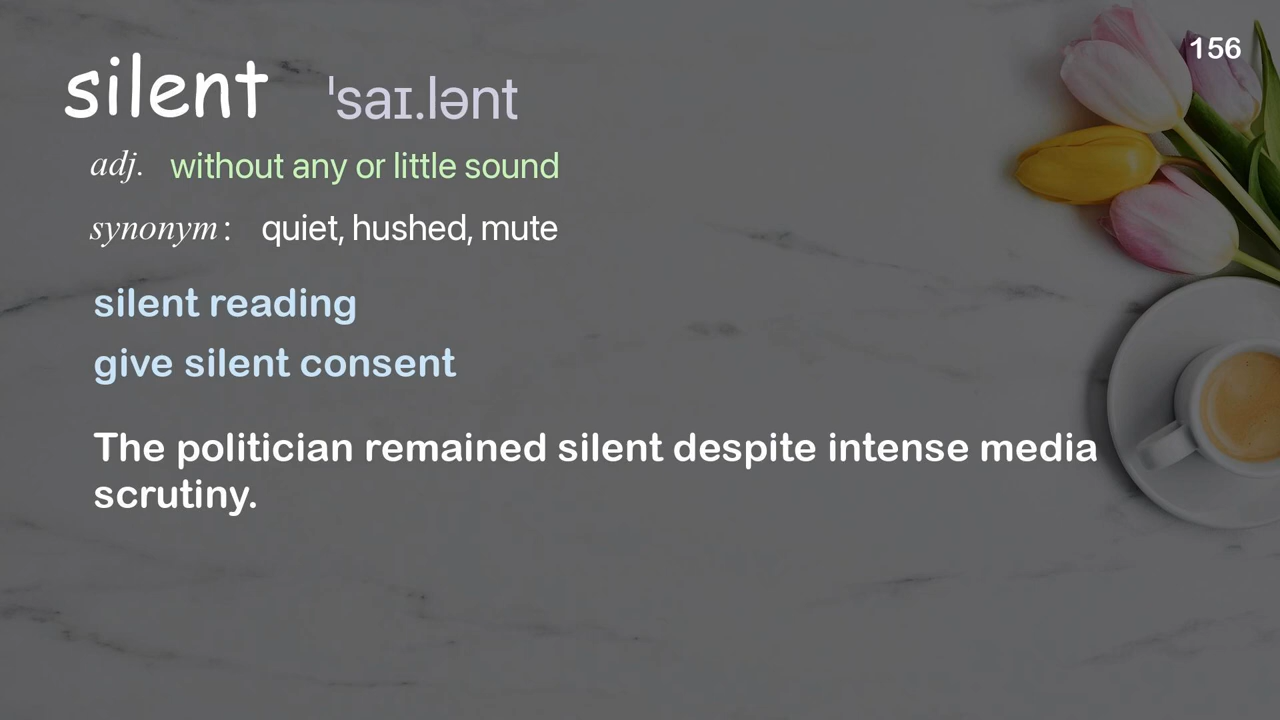 156
silent ˈsaɪ.lənt
adj. without any or little sound
synonym: quiet, hushed, mute
silent reading
give silent consent
The politician remained silent despite intense media
scrutiny.